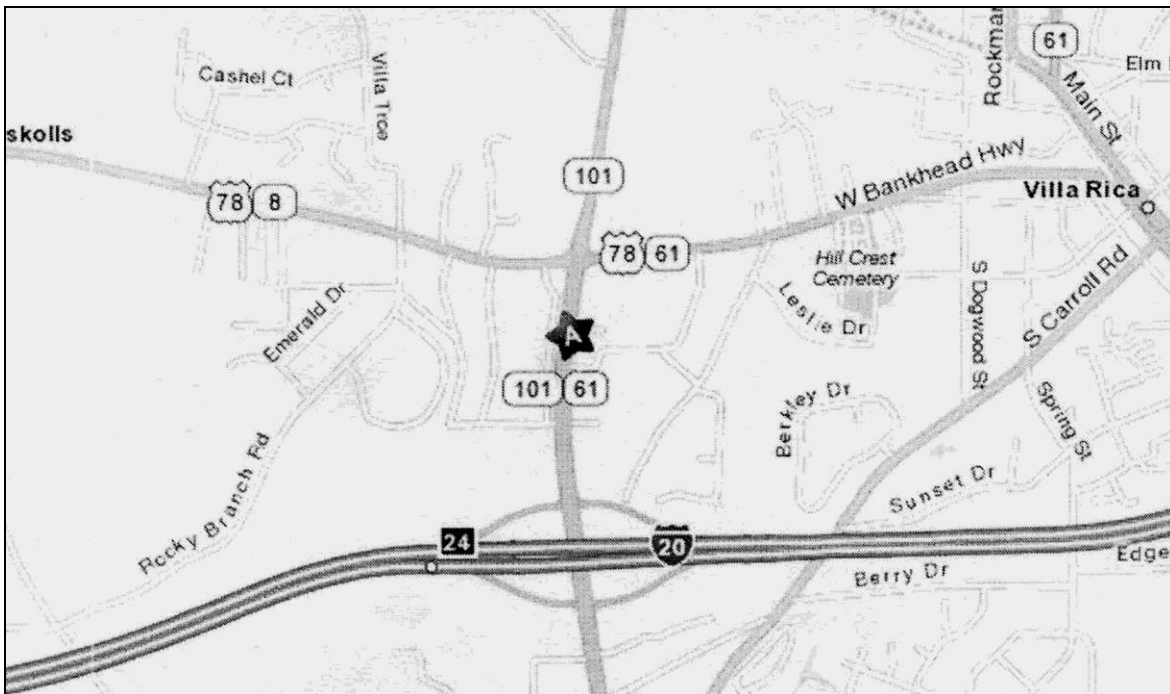 Rockmar
61
Elm
Cashel Ct
Villa Trce
Main St
skolls
101
W Bankhead Hwy
78
8
Villa Rica
78
61
Hill Crest
Cemetery
S Dogwood St
S Carroll Rd
Emerald Dr
Leslie Dr
A
101
61
Berkley Dr
Spring St
Rocky Branch Rd
Sunset Dr
24
20
Edge
Berry Dr